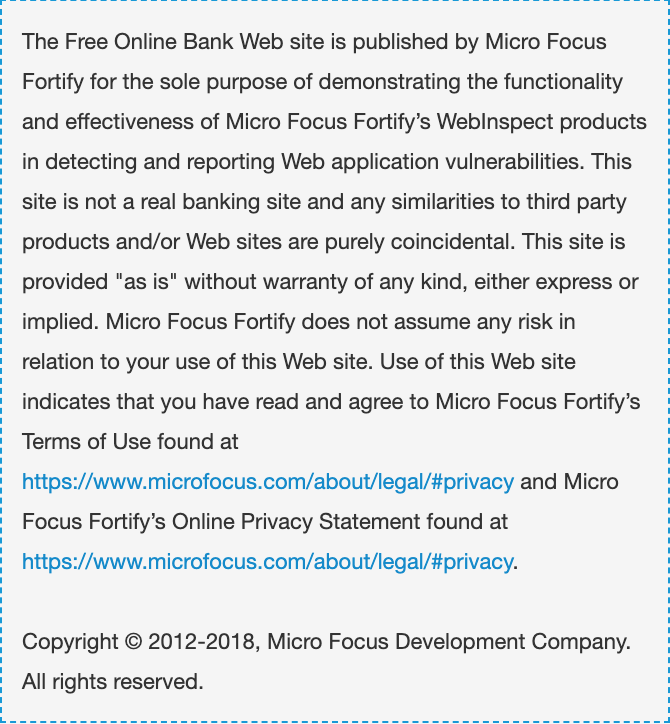 The Free Online Bank Web site is published by Micro Focus
Fortify for the sole purpose of demonstrating the functionality
and effectiveness of Micro Focus Fortify’s WebInspect products
in detecting and reporting Web application vulnerabilities. This
site is not a real banking site and any similarities to third party
products and/or Web sites are purely coincidental. This site is
provided "as is" without warranty of any kind, either express or
implied. Micro Focus Fortify does not assume any risk in
relation to your use of this Web site. Use of this Web site
indicates that you have read and agree to Micro Focus Fortify’s
Terms of Use found at
https://www.microfocus.com/about/legal/#privacy and Micro
Focus Fortify’s Online Privacy Statement found at
https://www.microfocus.com/about/legal/#privacy.
Copyright © 2012-2018, Micro Focus Development Company.
All rights reserved.